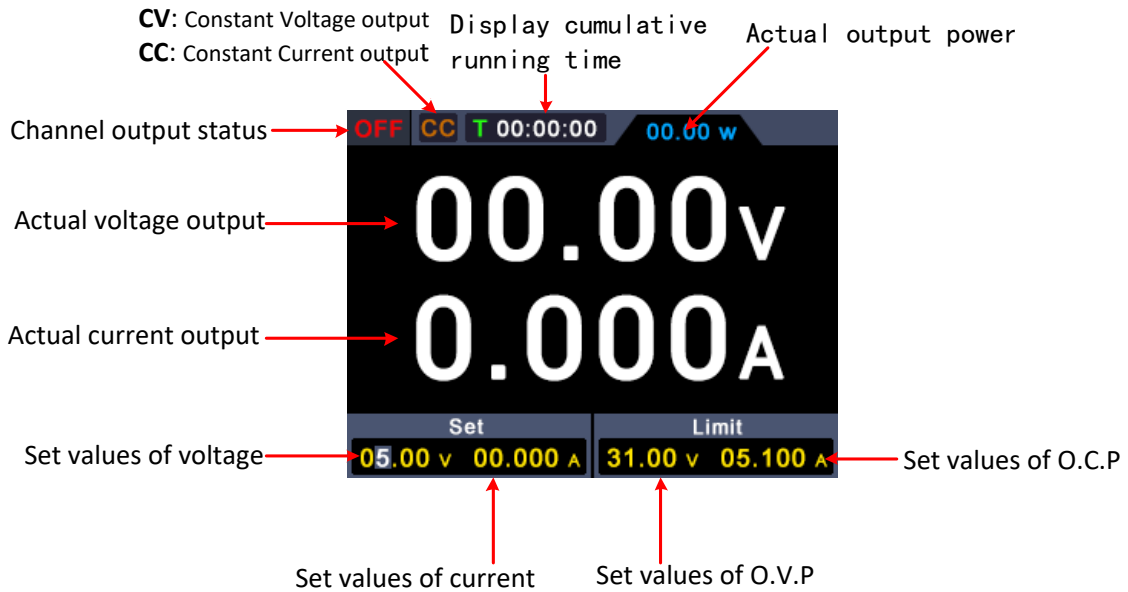 CV: Constant Voltage output
CC: Constant Current output
Display cumulative
running time
Actual output power
Channel output status
OFF CC T 00:00:00 00.00 W
Actual voltage output
00.00V
Actual current output
0.000A
Set Limit
Set values of voltage
05.00 V 00.000 A 31.00 V 05.100 A
Set values of O.C.P
Set values of current
Set values of O.V.P